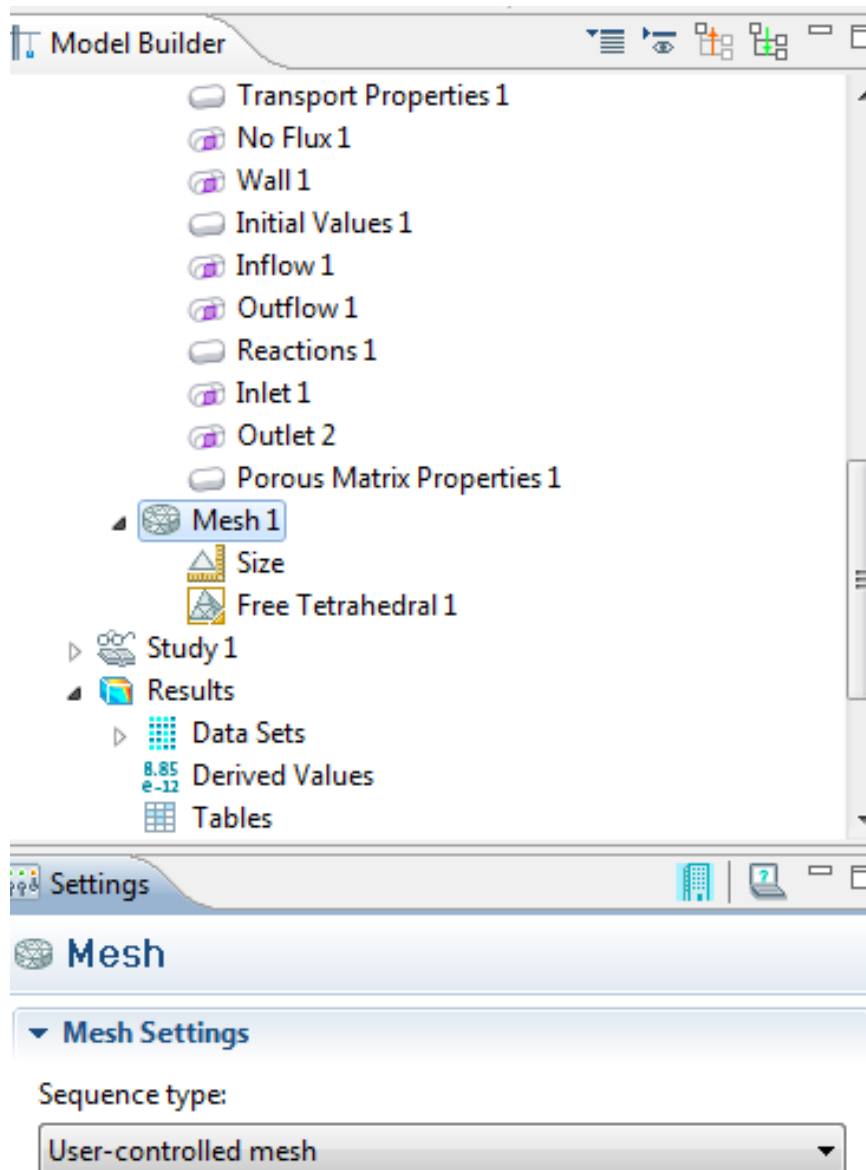 Model Builder
Transport Properties 1
No Flux 1
Wall 1
Initial Values 1
Inflow 1
Outflow 1
Reactions 1
Inlet 1
Outlet 2
Porous Matrix Properties 1
Mesh 1
Size
Free Tetrahedral 1
Study 1
Results
Data Sets
8.85
e-12
Derived Values
Tables
Settings
?
Mesh
Mesh Settings
Sequence type:
User-controlled mesh